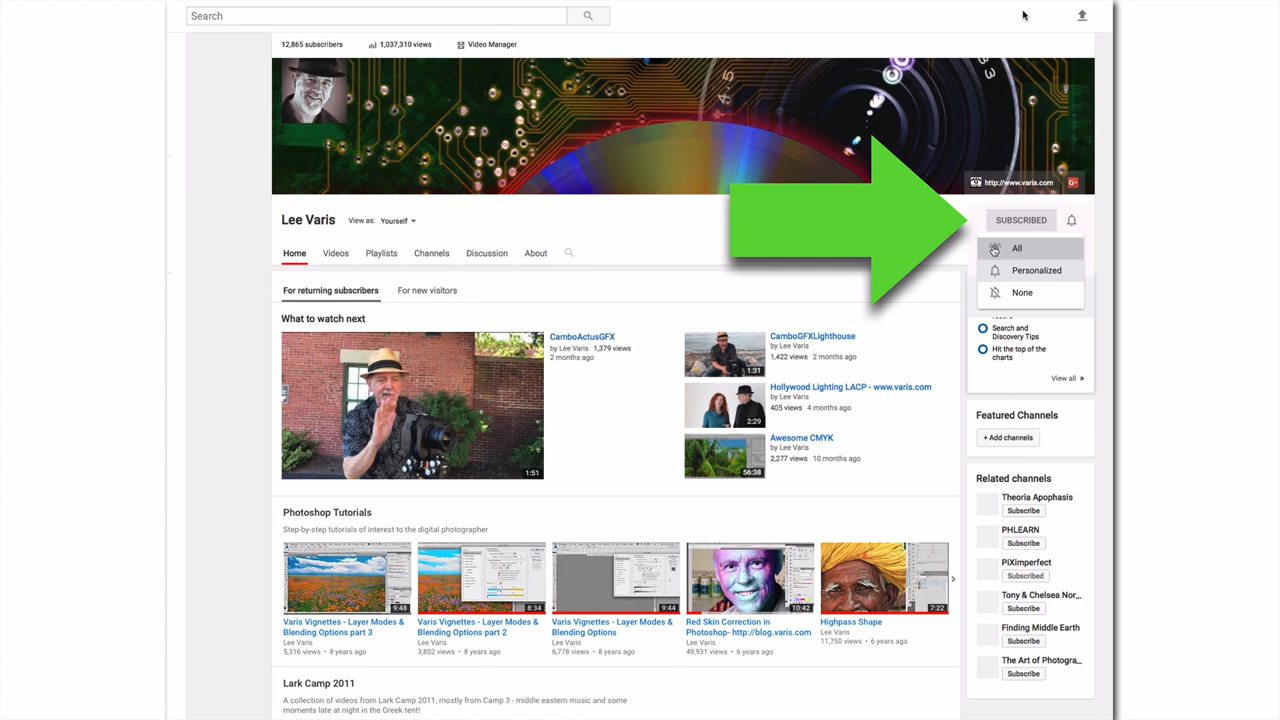 Search
12,865 subscribers
1,037,310 views
Video Manager
4.5
3
http://www.varis.com
G+
Lee Varis
View as: Yourself
SUBSCRIBED
All
Personalized
None
Home
Videos
Playlists
Channels
Discussion
About
For returning subscribers
For new visitors
What to watch next
CamboActusGFX
by Lee Varis 1,379 views
2 months ago
1:51
CamboGFXLighthouse
by Lee Varis
1,422 views 2 months ago
1:31
Hollywood Lighting LACP - www.varis.com
by Lee Varis
405 views 4 months ago
2:29
Awesome CMYK
by Lee Varis
2,277 views 10 months ago
56:38
Search and
Discovery Tips
Hit the top of the
charts
View all »
Featured Channels
+ Add channels
Related channels
Theoria Apophasis
Subscribe
PHLEARN
Subscribe
PiXimperfect
Subscribed
Tony & Chelsea Nor...
Subscribe
Finding Middle Earth
Subscribe
The Art of Photogra...
Subscribe
Photoshop Tutorials
Step-by-step tutorials of interest to the digital photographer
9:48
Varis Vignettes - Layer Modes &
Blending Options part 3
Lee Varis
5,316 views • 8 years ago
8:34
Varis Vignettes - Layer Modes &
Blending Options part 2
Lee Varis
3,802 views • 8 years ago
9:44
Varis Vignettes - Layer Modes &
Blending Options
Lee Varis
6,778 views • 8 years ago
10:42
Red Skin Correction in
Photoshop- http://blog.varis.com
Lee Varis
49,931 views • 6 years ago
7:22
Highpass Shape
Lee Varis
11,750 views • 6 years ago
Lark Camp 2011
A collection of videos from Lark Camp 2011, mostly from Camp 3 - middle eastern music and some
moments late at night in the Greek tent!